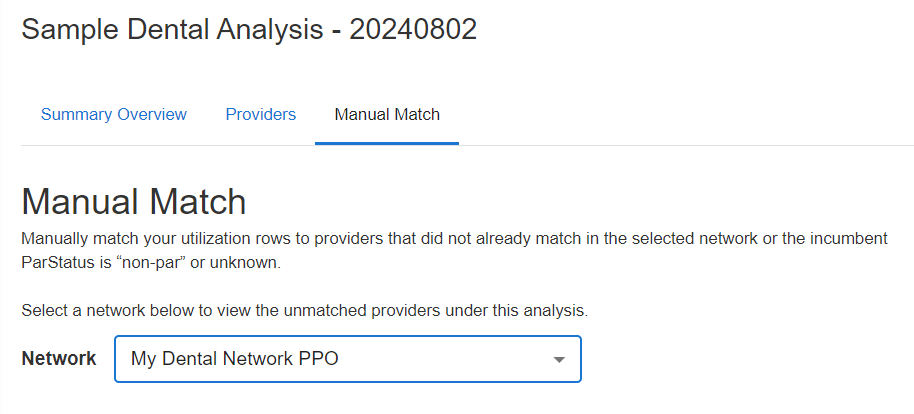 Sample Dental Analysis - 20240802
Summary Overview Providers Manual Match
Manual Match
Manually match your utilization rows to providers that did not already match in the selected network or the incumbent
ParStatus is “non-par” or unknown.
Select a network below to view the unmatched providers under this analysis.
Network My Dental Network PPO